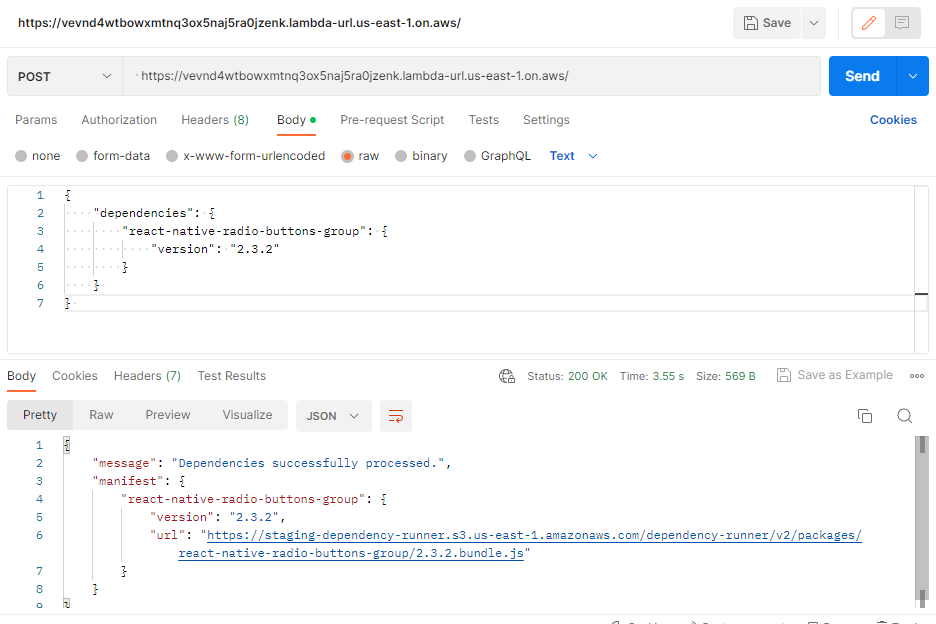 https://vevnd4wtbowxmtnq3ox5naj5ra0jzenk.lambda-url.us-east-1.on.aws/
Save
POST
https://vevnd4wtbowxmtnq3ox5naj5ra0jzenk.lambda-url.us-east-1.on.aws/
Send
Params Authorization Headers (8) Body Pre-request Script Tests Settings Cookies
none form-data x-www-form-urlencoded raw binary GraphQL Text
1 {
2 "dependencies": {
3 "react-native-radio-buttons-group": {
4 "version": "2.3.2"
5 }
6 }
7 }
Body Cookies Headers (7) Test Results Status: 200 OK Time: 3.55 s Size: 569 B Save as Example
Pretty Raw Preview Visualize JSON
1 {
2 "message": "Dependencies successfully processed.",
3 "manifest": {
4 "react-native-radio-buttons-group": {
5 "version": "2.3.2",
6 "url": "https://staging-dependency-runner.s3.us-east-1.amazonaws.com/dependency-runner/v2/packages/
react-native-radio-buttons-group/2.3.2.bundle.js"
7 }
8 }
9 }